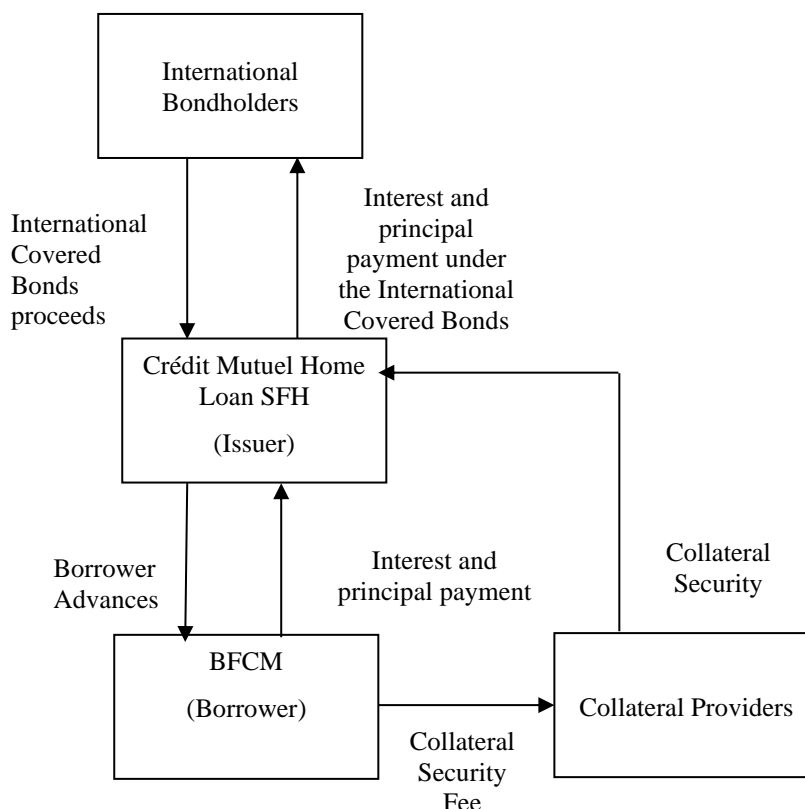 International
Bondholders
International
Covered
Bonds
proceeds
Interest and
principal
payment under
the International
Covered Bonds
Crédit Mutuel Home
Loan SFH
(Issuer)
Borrower
Advances
Interest and
principal payment
Collateral
Security
BFCM
(Borrower)
Collateral Providers
Collateral
Security
Fee